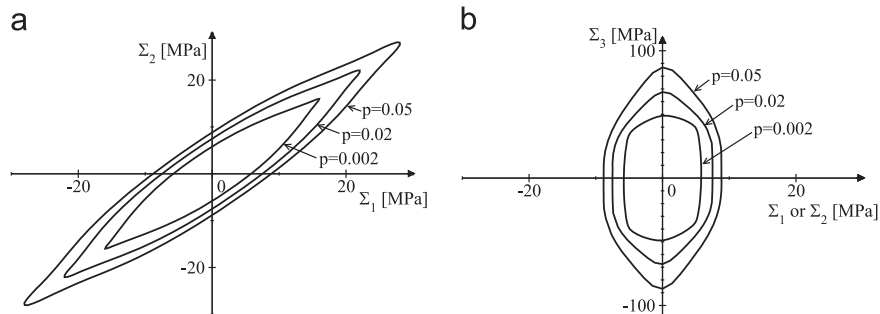 a
Σ2 [MPa]
20
p=0.05
p=0.02
p=0.002
-20
0
20
Σ1 [MPa]
-20
b
Σ3 [MPa]
100
p=0.05
p=0.02
p=0.002
-20
0
20
Σ1 or Σ2 [MPa]
-100